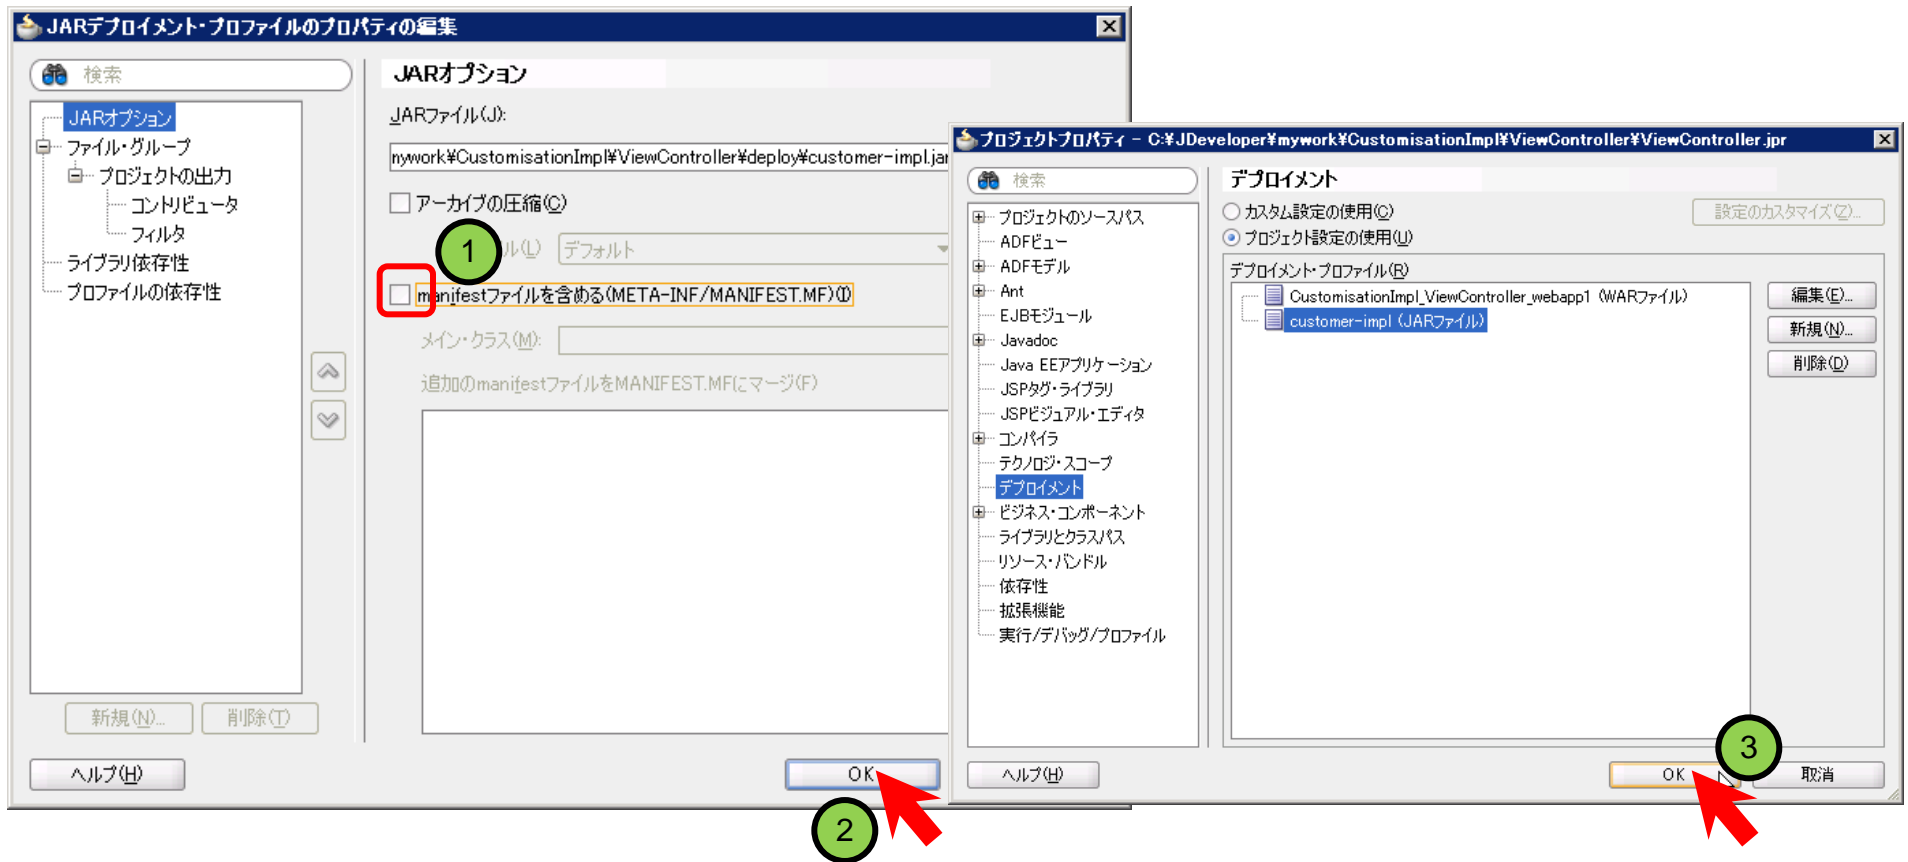 JARデプロイメント・プロファイルのプロパティの編集
検索
JARオプション
ファイル・グループ
プロジェクトの出力
コントリビュータ
フィルタ
ライブラリ依存性
プロファイルの依存性
新規(N)...
削除(T)
ヘルプ(H)
JARオプション
JARファイル(J):
mywork¥CustomisationImpl¥ViewController¥deploy¥customer-impl.jar
アーカイブの圧縮(C)
1
ル(L)
デフォルト
manifestファイルを含める(META-INF/MANIFEST.MF)(I)
メイン・クラス(M):
追加のmanifestファイルをMANIFEST.MFにマージ(F)
OK
2
プロジェクトプロパティ - C:¥JDeveloper¥mywork¥CustomisationImpl¥ViewController¥ViewController.jpr
検索
プロジェクトのソースパス
ADFビュー
ADFモデル
Ant
EJBモジュール
Javadoc
Java EEアプリケーション
JSPタグ・ライブラリ
JSPビジュアル・エディタ
コンパイラ
テクノロジ・スコープ
デプロイメント
ビジネス・コンポーネント
ライブラリとクラスパス
リソース・バンドル
依存性
拡張機能
実行/デバッグ/プロファイル
ヘルプ(H)
デプロイメント
カスタム設定の使用(C)
設定のカスタマイズ(Z)...
プロジェクト設定の使用(U)
デプロイメント・プロファイル(R)
CustomisationImpl_ViewController_webapp1 (WARファイル)
customer-impl (JARファイル)
編集(E)...
新規(N)...
削除(D)
3
OK
取消